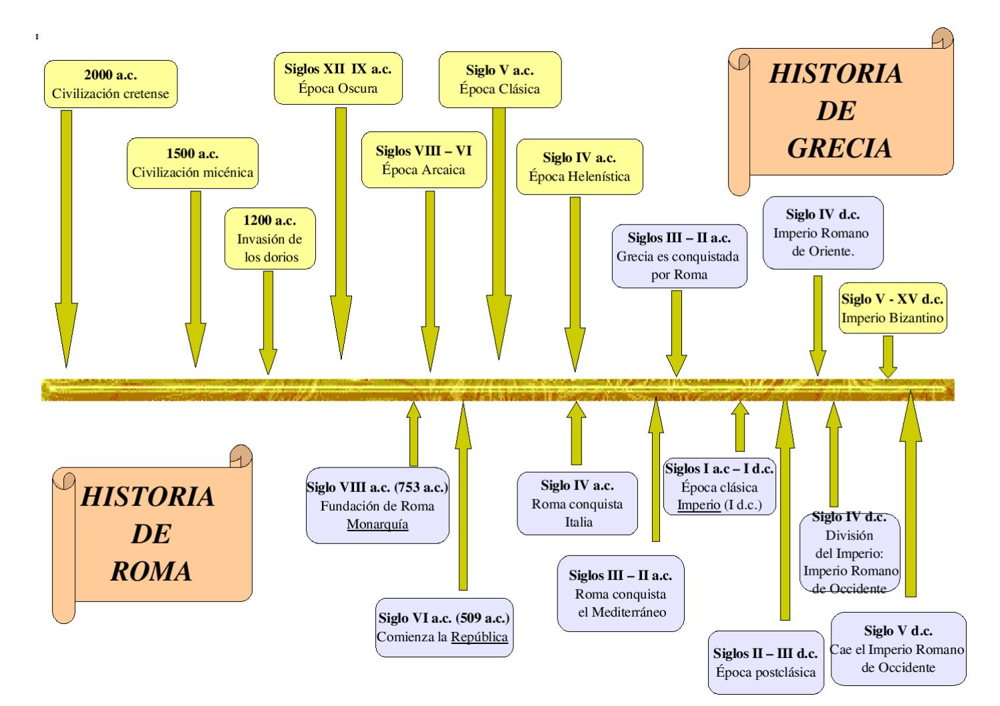 2000 a.c.
Civilización cretense
1500 a.c.
Civilización micénica
1200 a.c.
Invasión de
los dorios
Siglos XII IX a.c.
Época Oscura
Siglos VIII – VI
Época Arcaica
Siglo V a.c.
Época Clásica
Siglo IV a.c.
Época Helenística
Siglos III – II a.c.
Grecia es conquistada
por Roma
HISTORIA
DE
GRECIA
Siglo IV d.c.
Imperio Romano
de Oriente.
Siglo V - XV d.c.
Imperio Bizantino
HISTORIA
DE
ROMA
Siglo VIII a.c. (753 a.c.)
Fundación de Roma
Monarquía
Siglo VI a.c. (509 a.c.)
Comienza la República
Siglo IV a.c.
Roma conquista
Italia
Siglos III – II a.c.
Roma conquista
el Mediterráneo
Siglos I a.c – I d.c.
Época clásica
Imperio (I d.c.)
Siglos II – III d.c.
Época postclásica
Siglo IV d.c.
División
del Imperio:
Imperio Romano
de Occidente
Siglo V d.c.
Cae el Imperio Romano
de Occidente